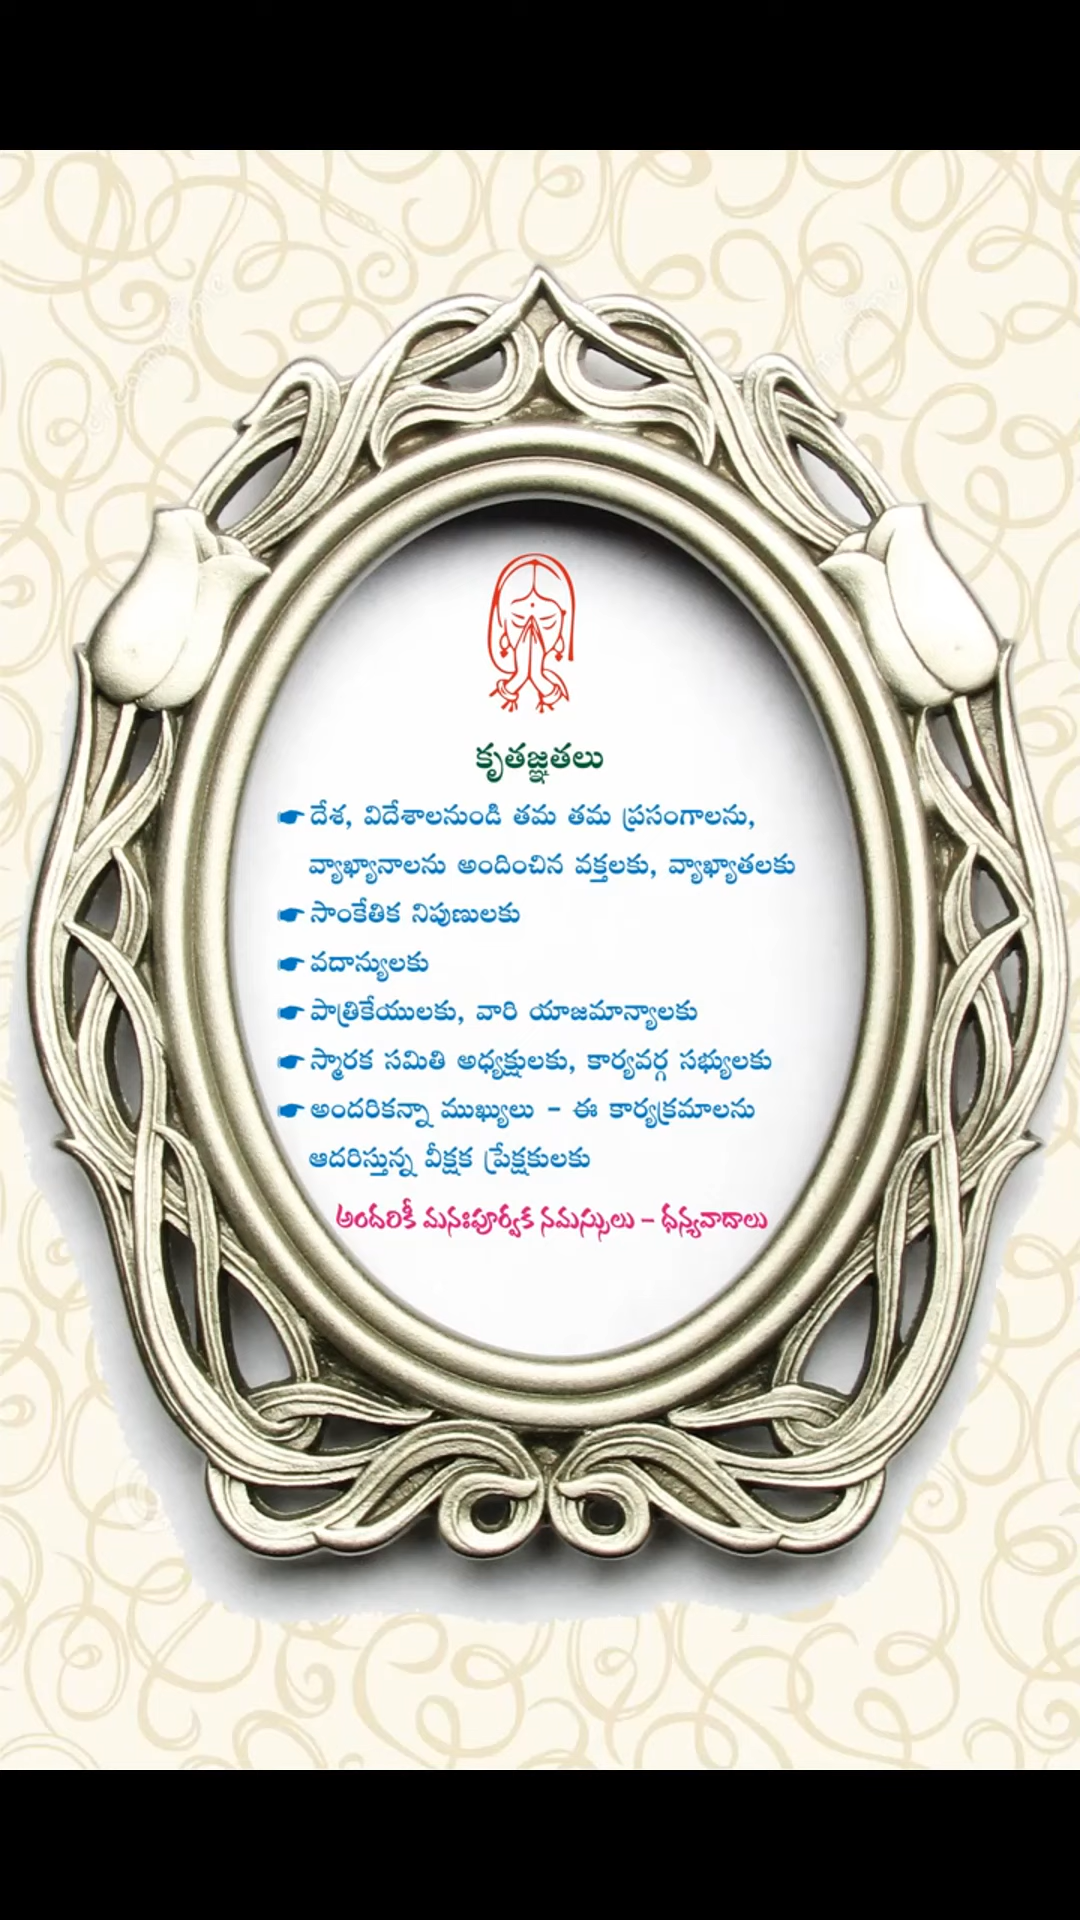 కృతజ్ఞతలు
☛ దేశ, విదేశాలనుండి తమ తమ ప్రసంగాలను,
వ్యాఖ్యానాలను అందించిన వక్తలకు, వ్యాఖ్యాతలకు
☛ సాంకేతిక నిపుణులకు
☛ వదాన్యులకు
☛ పాత్రికేయులకు, వారి యాజమాన్యాలకు
☛ స్మారక సమితి అధ్యక్షులకు, కార్యవర్గ సభ్యులకు
☛ అందరికన్నా ముఖ్యులు - ఈ కార్యక్రమాలను
ఆదరిస్తున్న వీక్షక ప్రేక్షకులకు
అందరికీ మనఃపూర్వక నమస్సులు - ధన్యవాదాలు